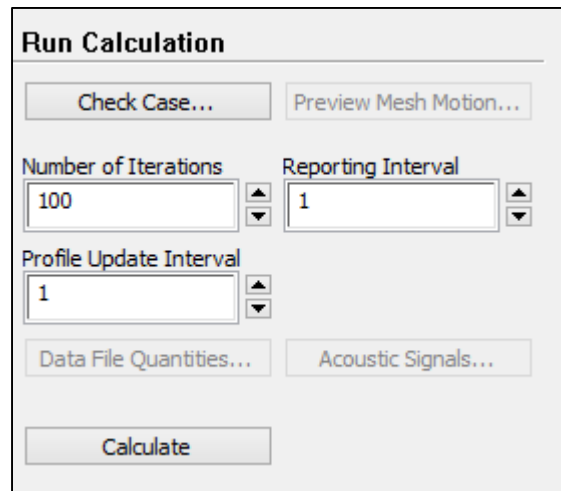 Run Calculation
Check Case... Preview Mesh Motion...
Number of Iterations Reporting Interval
100 1
Profile Update Interval
1
Data File Quantities... Acoustic Signals...
Calculate